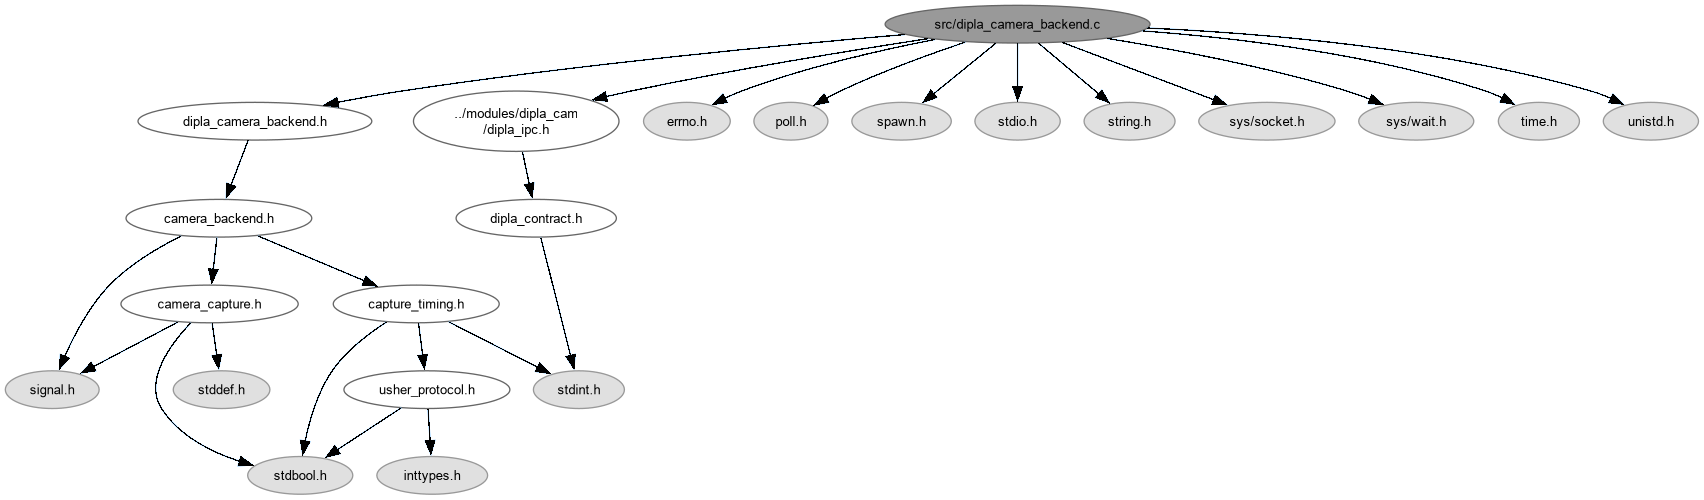 src/dipla_camera_backend.c
dipla_camera_backend.h
../modules/dipla_cam
/dipla_ipc.h
errno.h
poll.h
spawn.h
stdio.h
string.h
sys/socket.h
sys/wait.h
time.h
unistd.h
camera_backend.h
dipla_contract.h
camera_capture.h
capture_timing.h
signal.h
stddef.h
usher_protocol.h
stdint.h
stdbool.h
inttypes.h